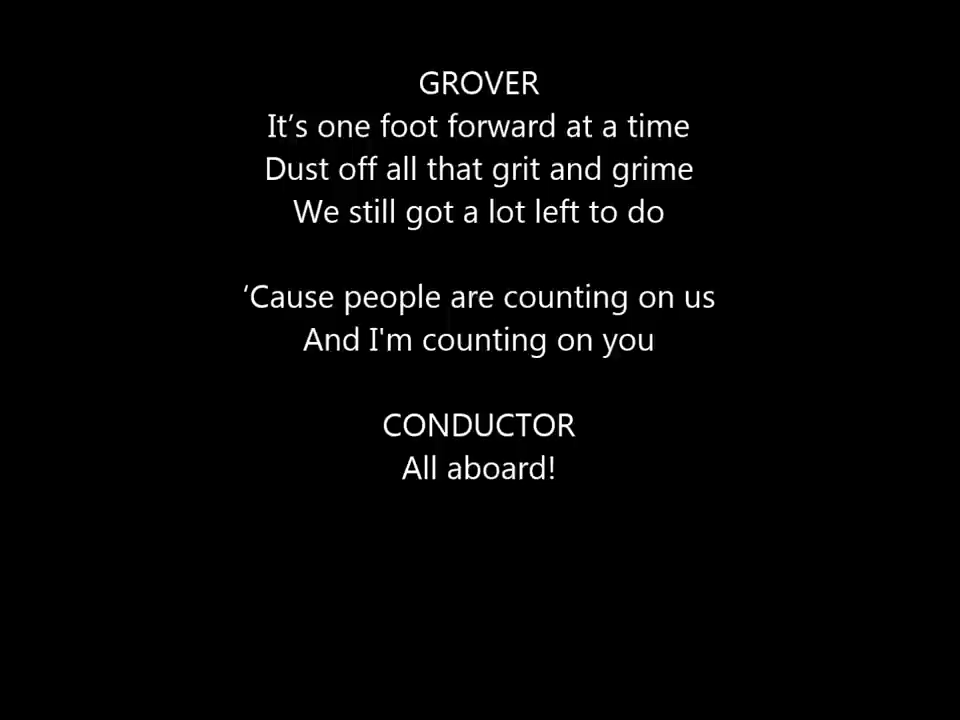 GROVER
It’s one foot forward at a time
Dust off all that grit and grime
We still got a lot left to do
‘Cause people are counting on us
And I'm counting on you
CONDUCTOR
All aboard!